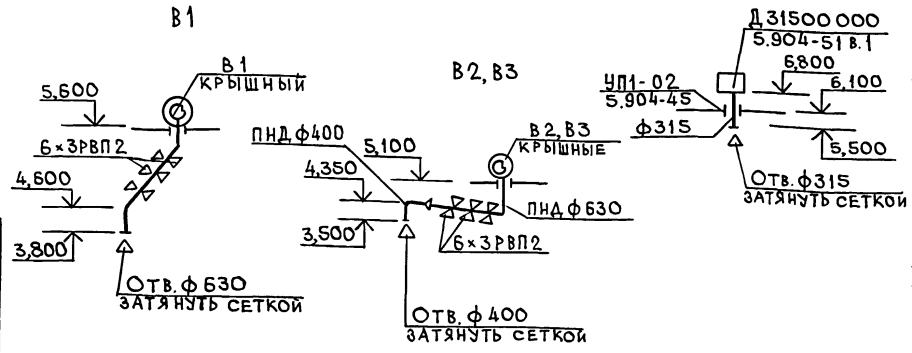 В1
В1
КРЫШНЫЙ
5,600
6×3РВП2
4,600
3,800
ОТВ. ф 630
ЗАТЯНУТЬ СЕТКОЙ
В2, В3
ПНД ф400
5,100
В2, В3
КРЫШНЫЕ
4,350
3,500
ПНД ф630
6×3РВП2
ОТВ. ф 400
ЗАТЯНУТЬ СЕТКОЙ
Д31500 000
5.904-51 В.1
6,800
6,100
УП1-02
5.904-45
ф315
5,500
ОТВ. ф315
ЗАТЯНУТЬ СЕТКОЙ